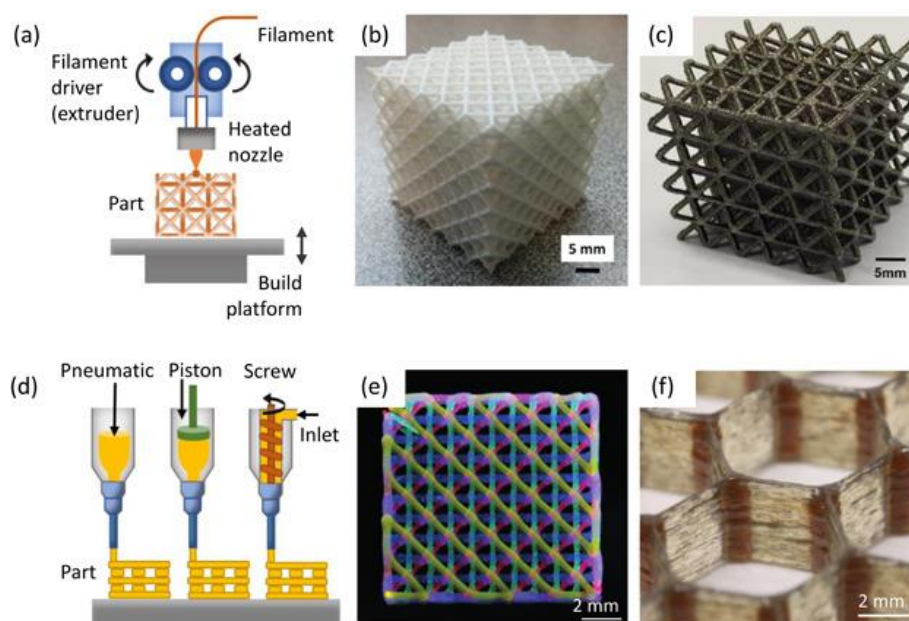 (a)
Filament
Filament
driver
(extruder)
Heated
nozzle
Part
Build
platform
(b)
5 mm
(c)
5mm
(d)
Pneumatic
Piston
Screw
Inlet
Part
(e)
2 mm
(f)
2 mm